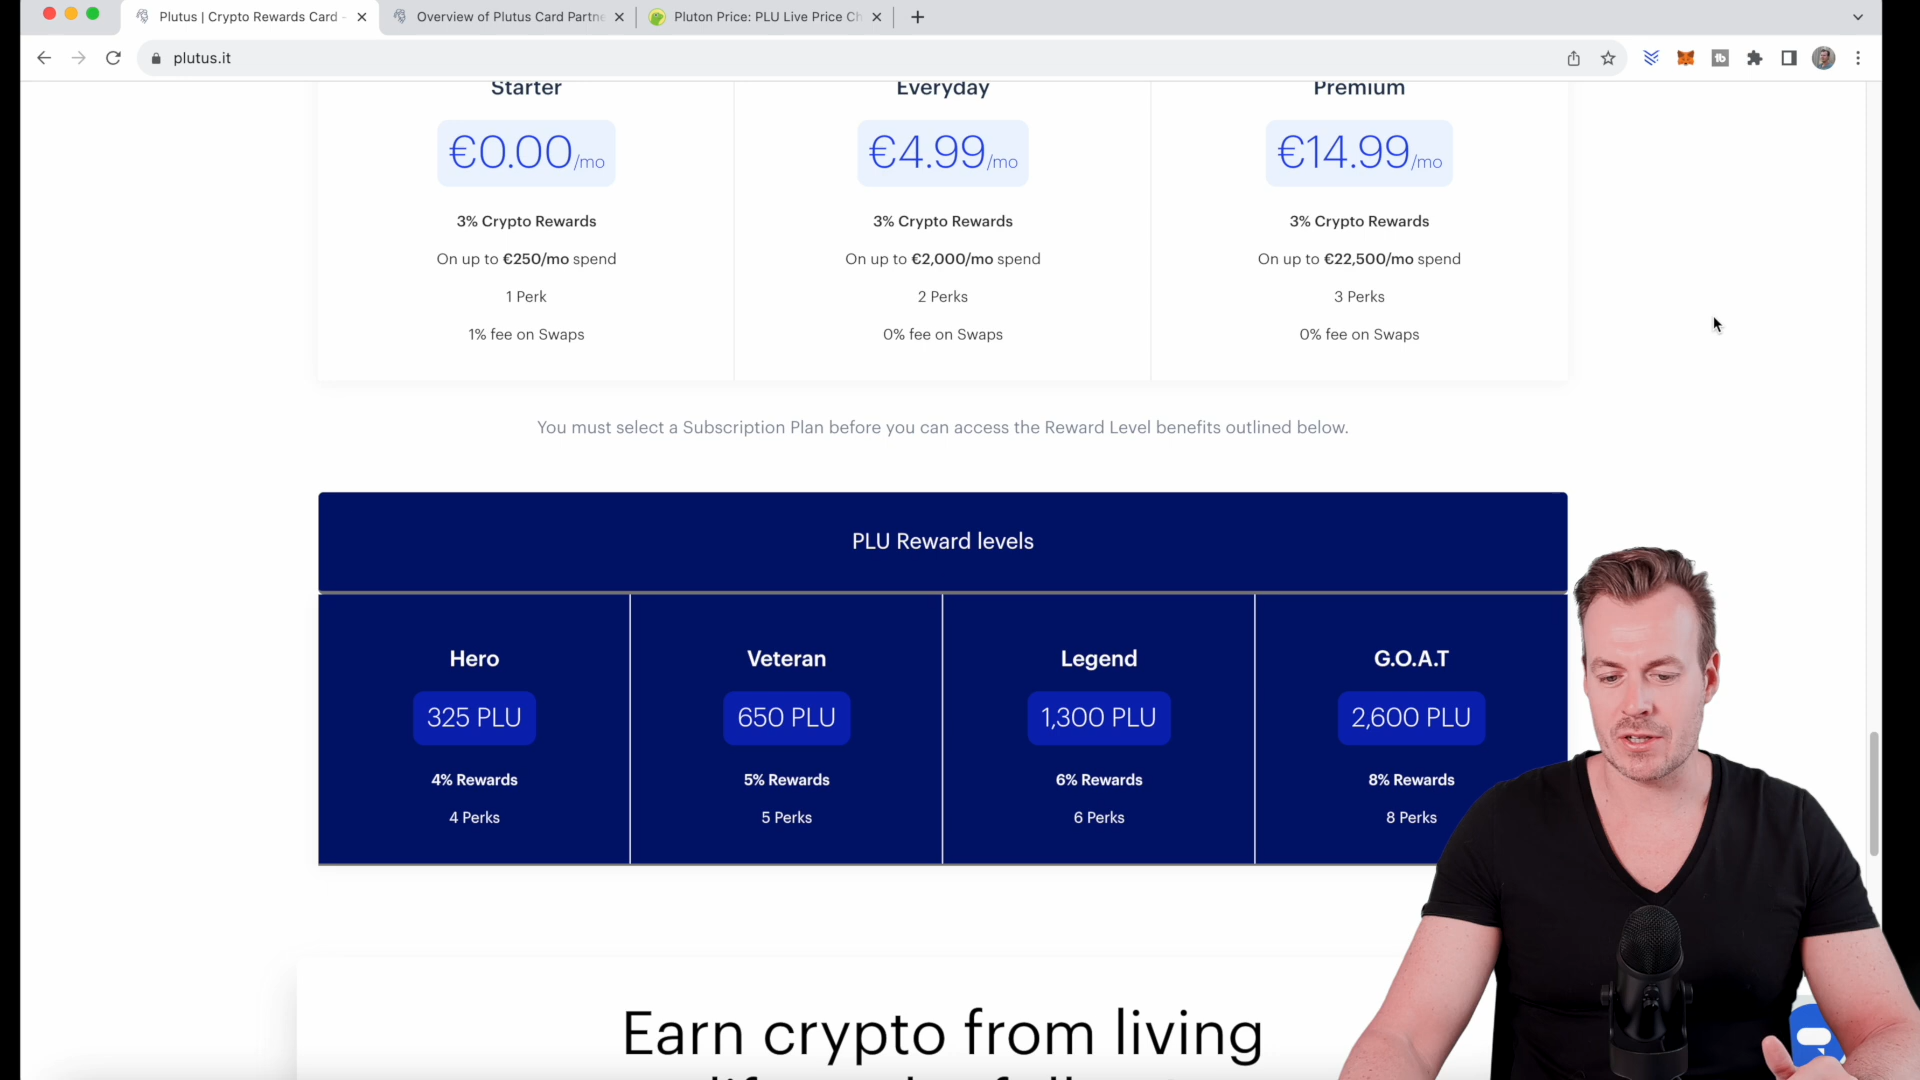 Plutus | Crypto Rewards Card -
Overview of Plutus Card Partne
Pluton Price: PLU Live Price Ch
plutus.it
Starter
Everyday
Premium
€0.00/mo
€4.99/mo
€14.99/mo
3% Crypto Rewards
3% Crypto Rewards
3% Crypto Rewards
On up to €250/mo spend
On up to €2,000/mo spend
On up to €22,500/mo spend
1 Perk
2 Perks
3 Perks
1% fee on Swaps
0% fee on Swaps
0% fee on Swaps
You must select a Subscription Plan before you can access the Reward Level benefits outlined below.
PLU Reward levels
Hero
Veteran
Legend
G.O.A.T
325 PLU
650 PLU
1,300 PLU
2,600 PLU
4% Rewards
5% Rewards
6% Rewards
8% Rewards
4 Perks
5 Perks
6 Perks
8 Perks
Earn crypto from living